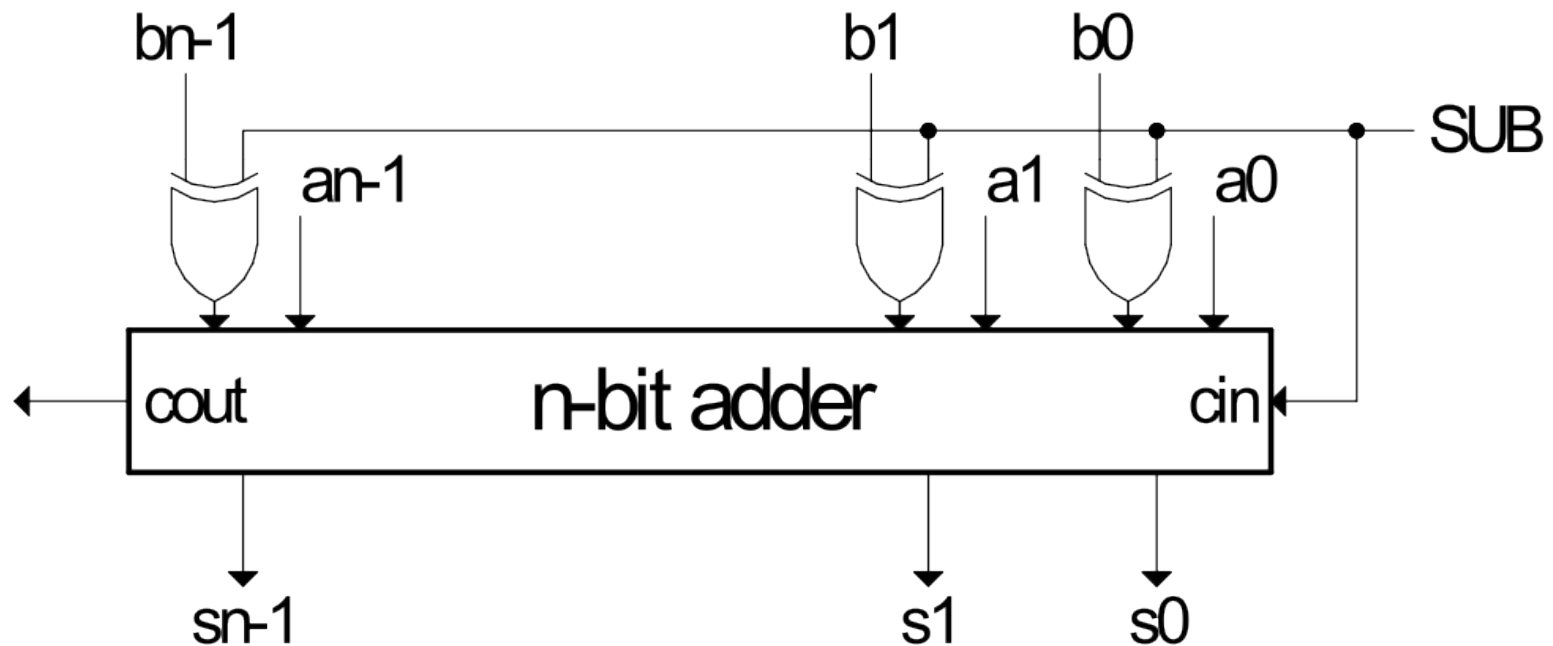 bn-1 b1 b0
SUB
an-1 a1 a0
cout n-bit adder cin
sn-1 s1 s0